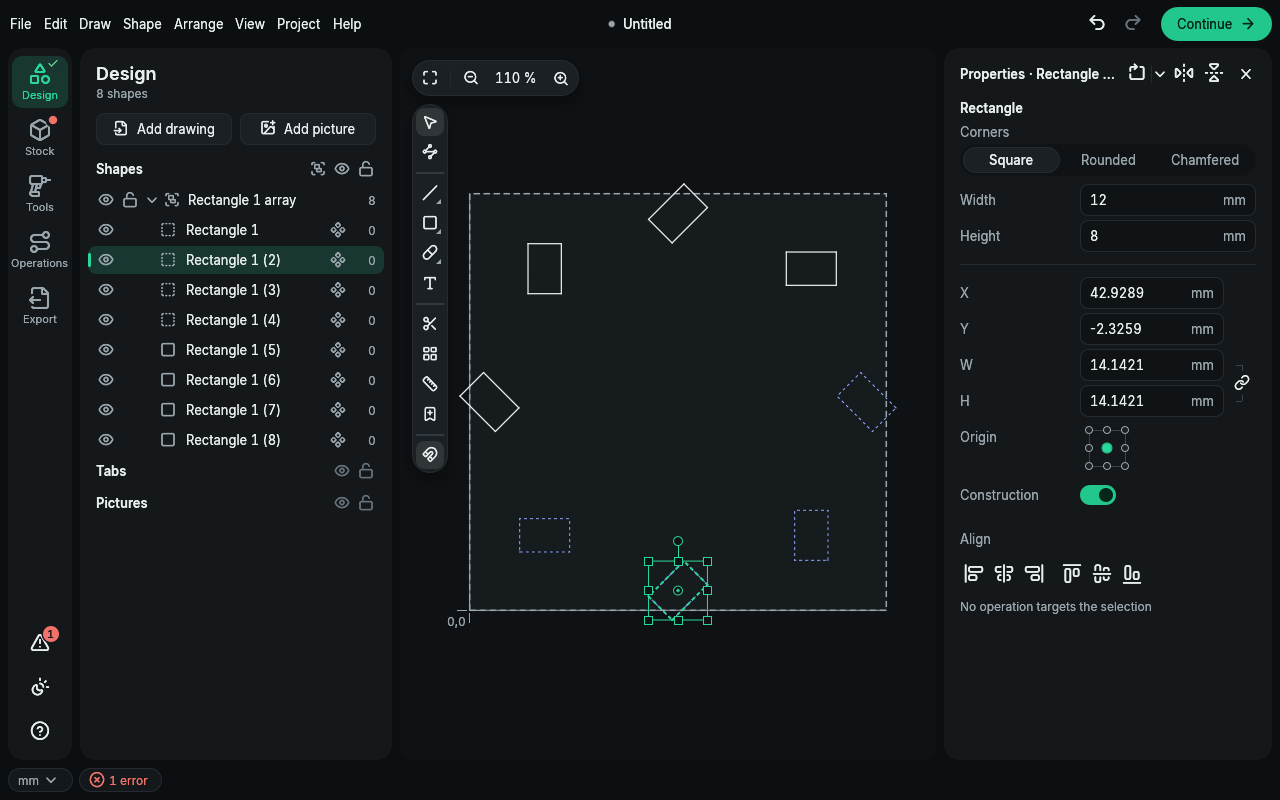 File Edit Draw Shape Arrange View Project Help
Untitled
Continue
Design
Stock
Tools
Operations
Export
1
Design
8 shapes
Add drawing
Add picture
Shapes
Rectangle 1 array 8
Rectangle 1 0
Rectangle 1 (2) 0
Rectangle 1 (3) 0
Rectangle 1 (4) 0
Rectangle 1 (5) 0
Rectangle 1 (6) 0
Rectangle 1 (7) 0
Rectangle 1 (8) 0
Tabs
Pictures
110 %
0,0
Properties · Rectangle ...
Rectangle
Corners
Square Rounded Chamfered
Width 12 mm
Height 8 mm
X 42.9289 mm
Y -2.3259 mm
W 14.1421 mm
H 14.1421 mm
Origin
Construction
Align
No operation targets the selection
mm
1 error